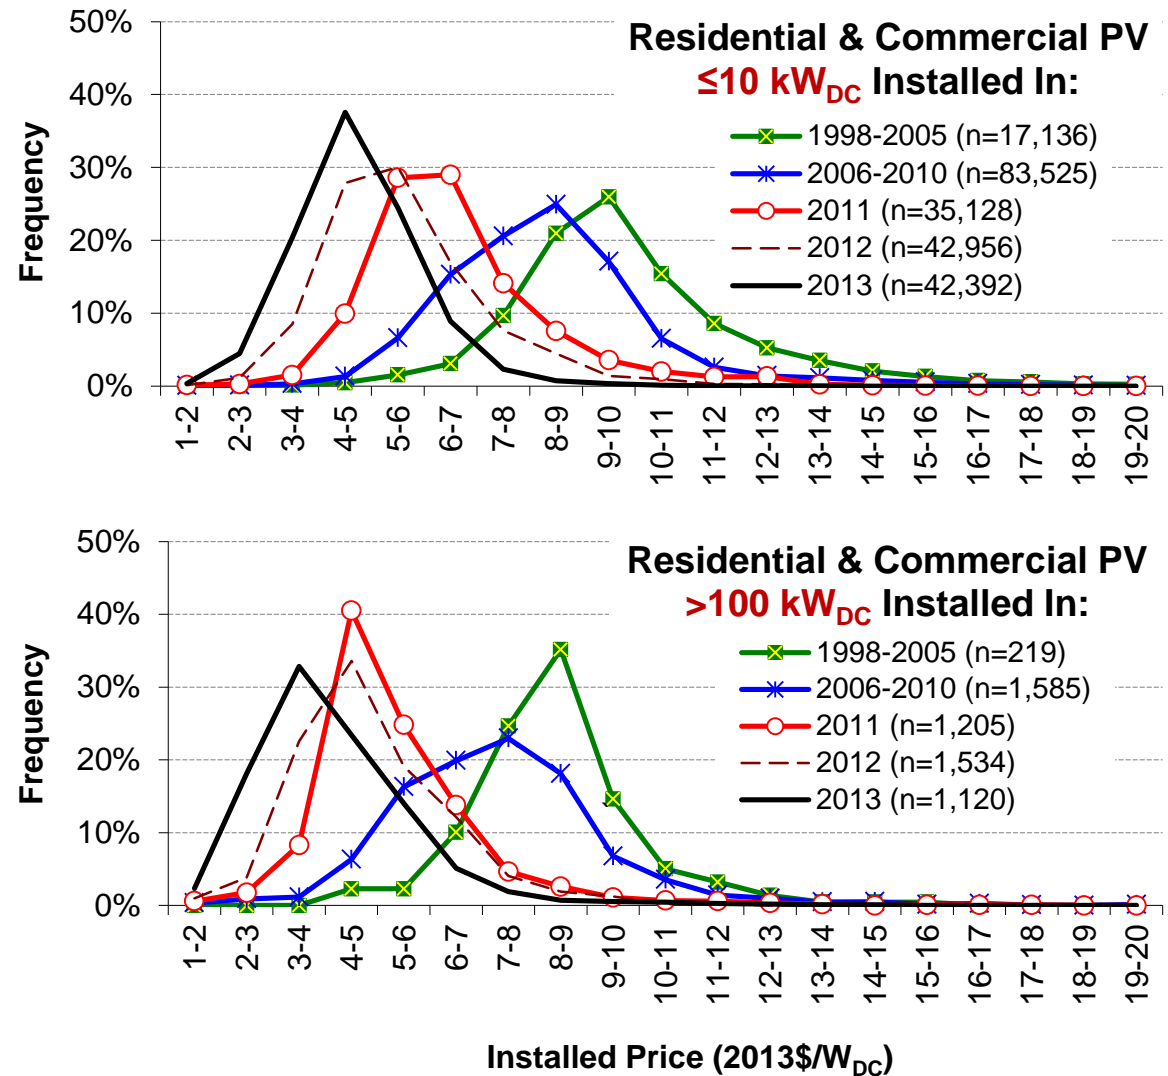 50%
40%
30%
20%
10%
0%
Frequency
Residential & Commercial PV
≤10 kWDC Installed In:
1998-2005 (n=17,136)
2006-2010 (n=83,525)
2011 (n=35,128)
2012 (n=42,956)
2013 (n=42,392)
1-2
2-3
3-4
4-5
5-6
6-7
7-8
8-9
9-10
10-11
11-12
12-13
13-14
14-15
15-16
16-17
17-18
18-19
19-20
50%
40%
30%
20%
10%
0%
Frequency
Residential & Commercial PV
>100 kWDC Installed In:
1998-2005 (n=219)
2006-2010 (n=1,585)
2011 (n=1,205)
2012 (n=1,534)
2013 (n=1,120)
1-2
2-3
3-4
4-5
5-6
6-7
7-8
8-9
9-10
10-11
11-12
12-13
13-14
14-15
15-16
16-17
17-18
18-19
19-20
Installed Price (2013$/WDC)